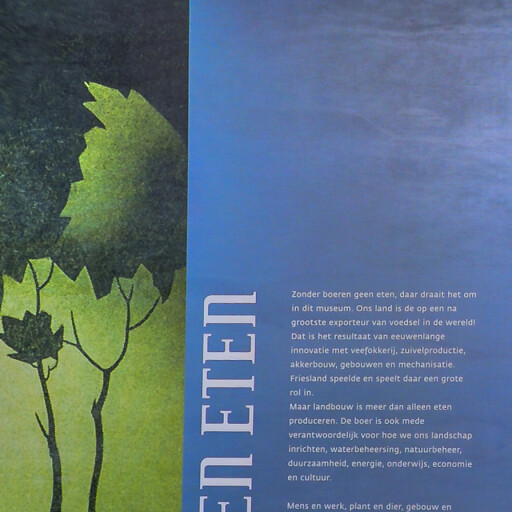 EN ETEN
Zonder boeren geen eten, daar draait het om
in dit museum. Ons land is de op een na
grootste exporteur van voedsel in de wereld!
Dat is het resultaat van eeuwenlange
innovatie met veefokkerij, zuivelproductie,
akkerbouw, gebouwen en mechanisatie.
Friesland speelde en speelt daar een grote
rol in.
Maar landbouw is meer dan alleen eten
produceren. De boer is ook mede
verantwoordelijk voor hoe we ons landschap
inrichten, waterbeheersing, natuurbeheer,
duurzaamheid, energie, onderwijs, economie
en cultuur.
Mens en werk, plant en dier, gebouw en